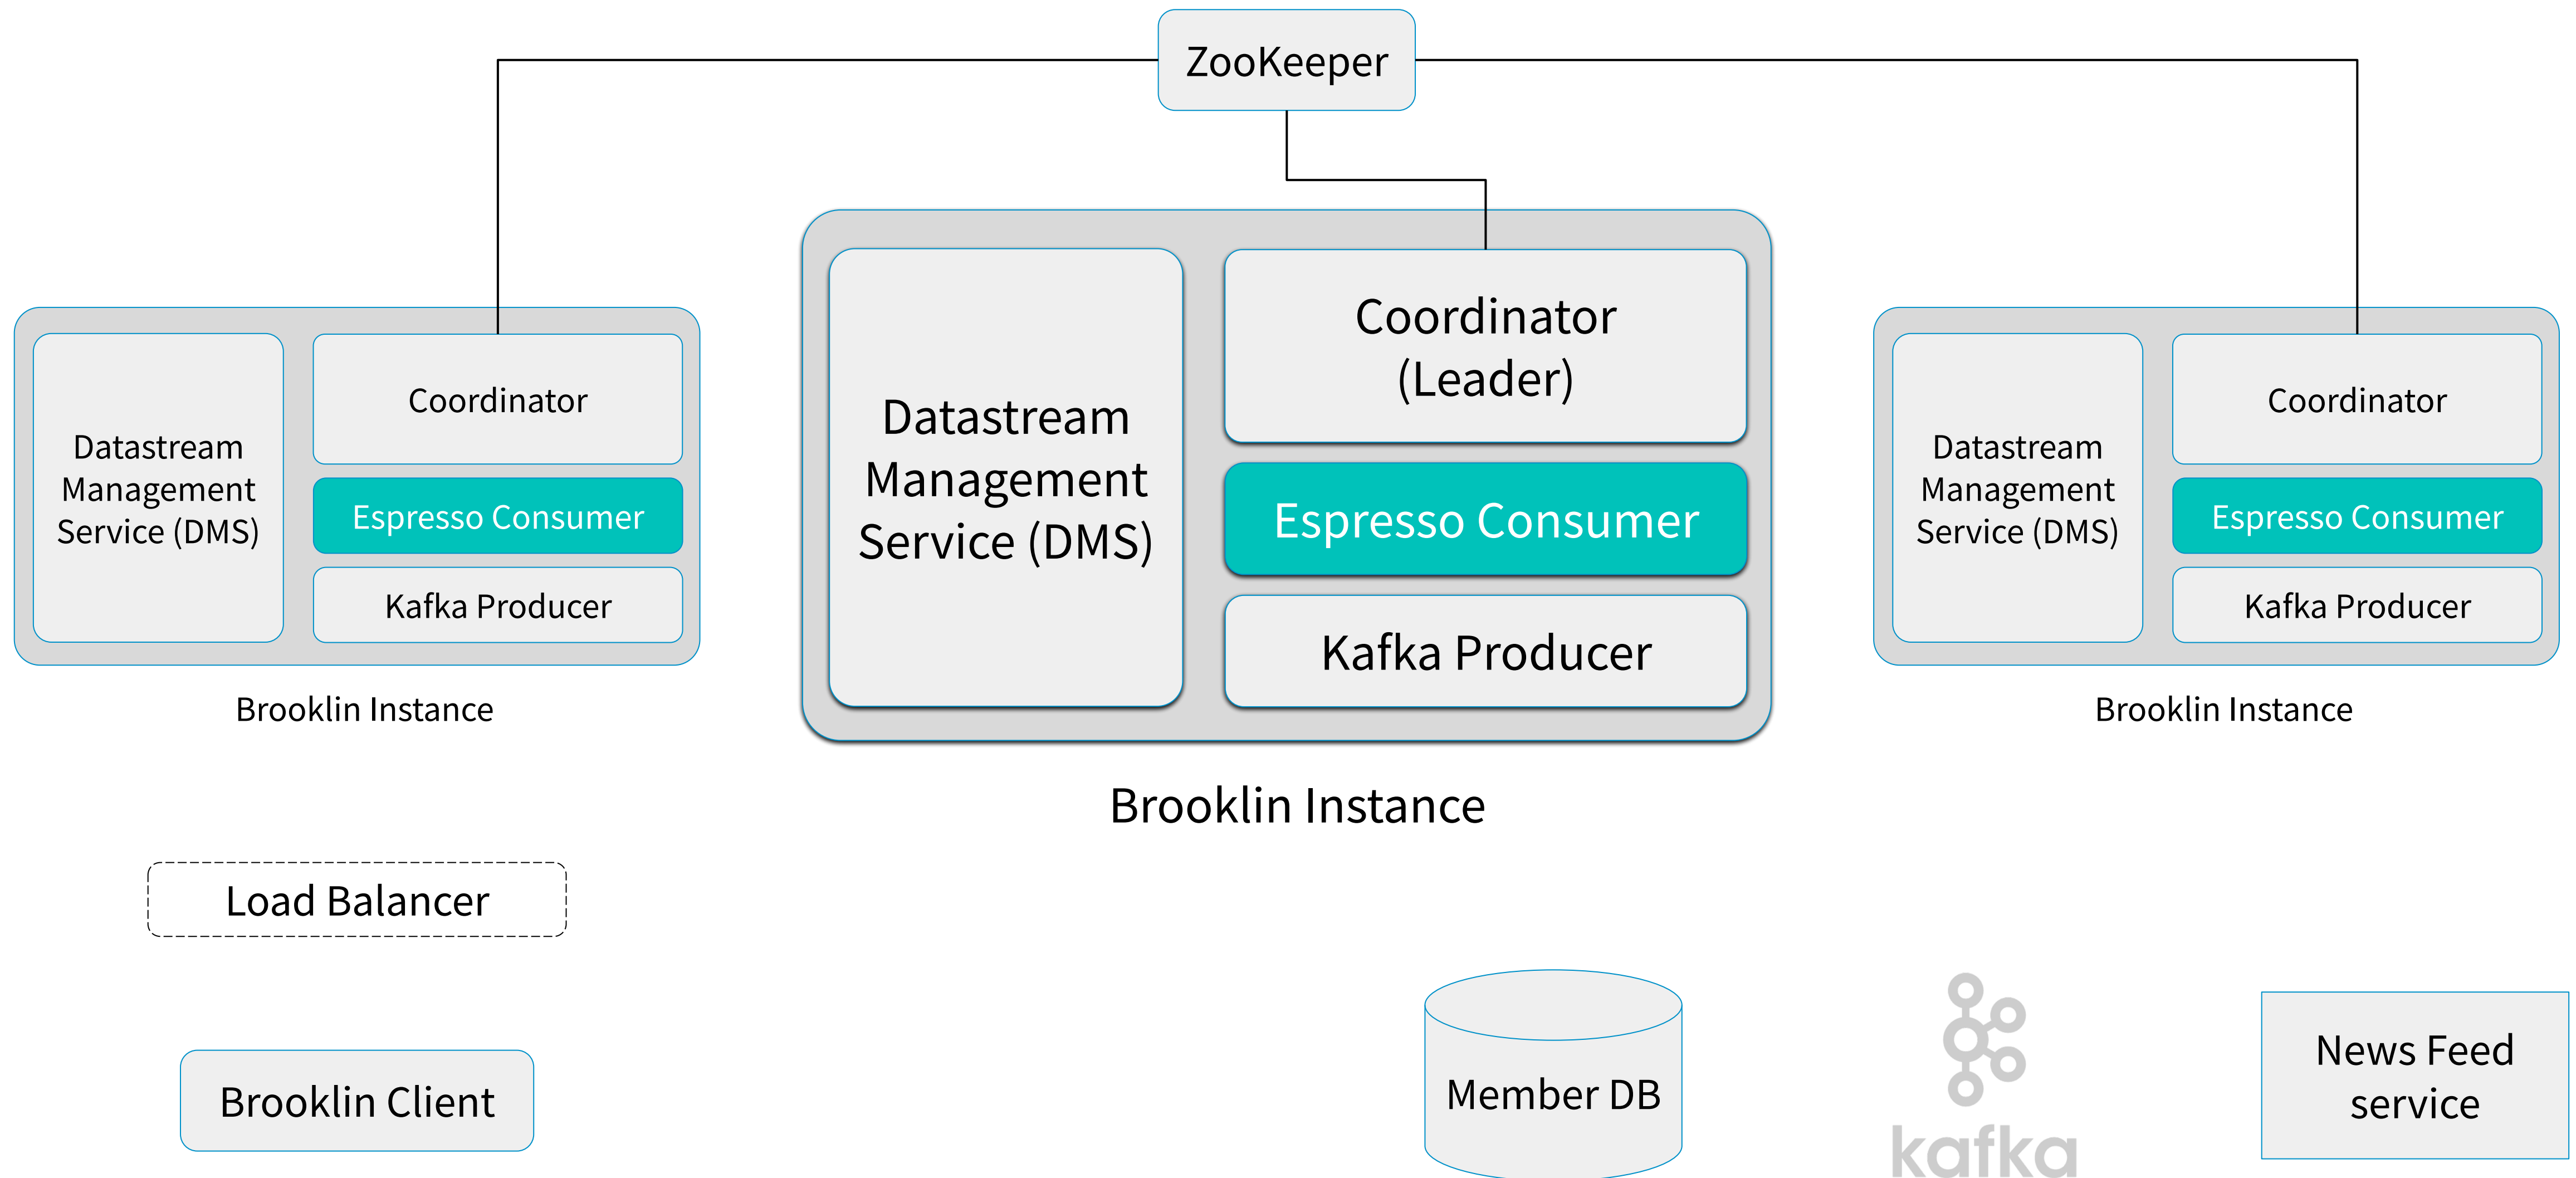 ZooKeeper
Datastream
Management
Service (DMS)
Coordinator
Espresso Consumer
Kafka Producer
Brooklin Instance
Datastream
Management
Service (DMS)
Coordinator
(Leader)
Espresso Consumer
Kafka Producer
Brooklin Instance
Datastream
Management
Service (DMS)
Coordinator
Espresso Consumer
Kafka Producer
Brooklin Instance
Load Balancer
Brooklin Client
Member DB
kafka
News Feed
service